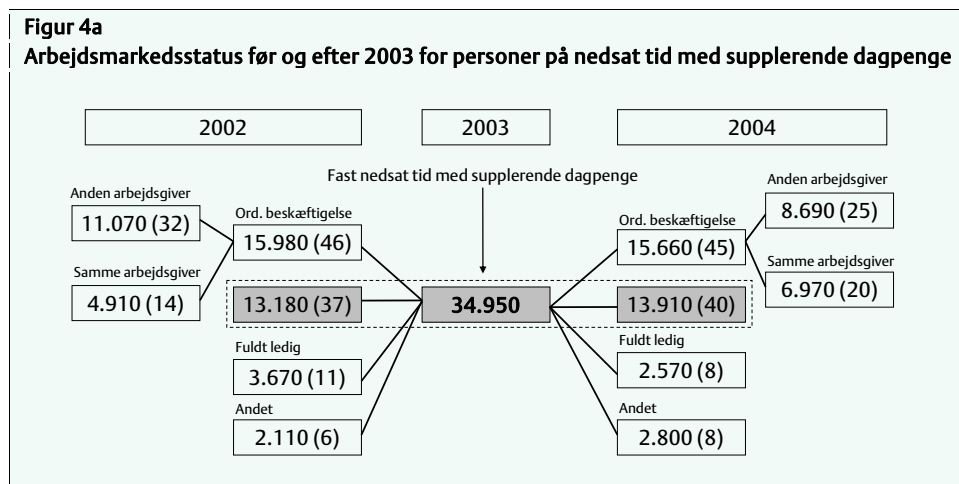 Figur 4a
Arbejdsmarkedsstatus før og efter 2003 for personer på nedsat tid med supplerende dagpenge
2002
2003
2004
Fast nedsat tid med supplerende dagpenge
Anden arbejdsgiver
11.070 (32)
Samme arbejdsgiver
4.910 (14)
Ord. beskæftigelse
15.980 (46)
13.180 (37)
Fuldt ledig
3.670 (11)
Andet
2.110 (6)
34.950
Ord. beskæftigelse
15.660 (45)
13.910 (40)
Fuldt ledig
2.570 (8)
Andet
2.800 (8)
Anden arbejdsgiver
8.690 (25)
Samme arbejdsgiver
6.970 (20)